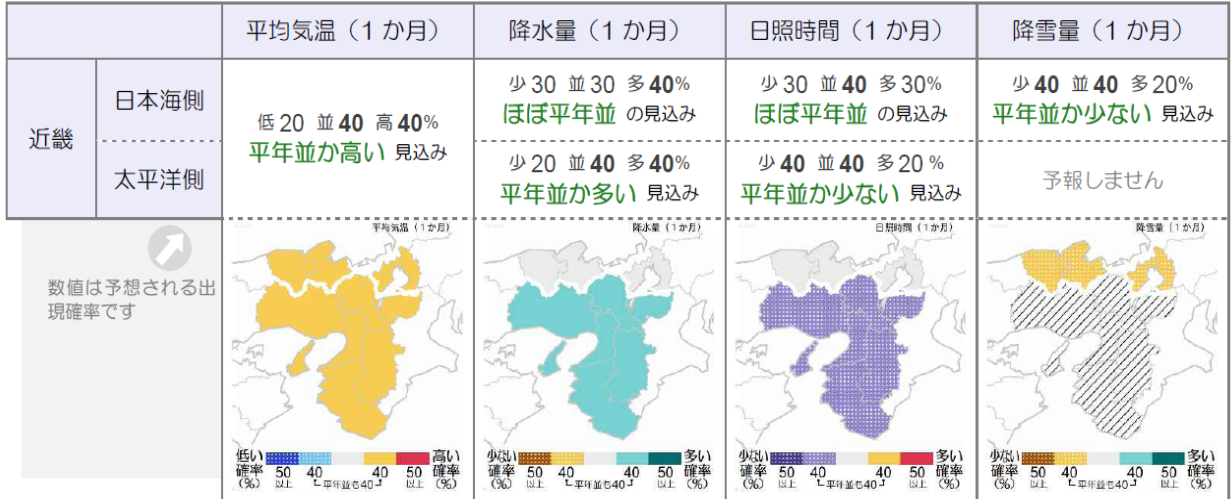 平均気温（1か月）
降水量（1か月）
日照時間（1か月）
降雪量（1か月）
近畿
日本海側
低20 並40 高40%
平年並か高い 見込み
少30 並30 多40%
ほぼ平年並 の見込み
少30 並40 多30%
ほぼ平年並 の見込み
少40 並40 多20%
平年並か少ない 見込み
太平洋側
少20 並40 多40%
平年並か多い 見込み
少40 並40 多20%
平年並か少ない 見込み
予報しません
数値は予想される出
現確率です
平均気温（1か月）
低い
確率
(%)
50
以上
40
└平年並も40┘
40
50
以上
高い
確率
(%)
降水量（1か月）
少ない
確率
(%)
50
以上
40
└平年並も40┘
40
50
以上
多い
確率
(%)
日照時間（1か月）
少ない
確率
(%)
50
以上
40
└平年並も40┘
40
50
以上
多い
確率
(%)
降雪量（1か月）
少ない
確率
(%)
50
以上
40
└平年並も40┘
40
50
以上
多い
確率
(%)